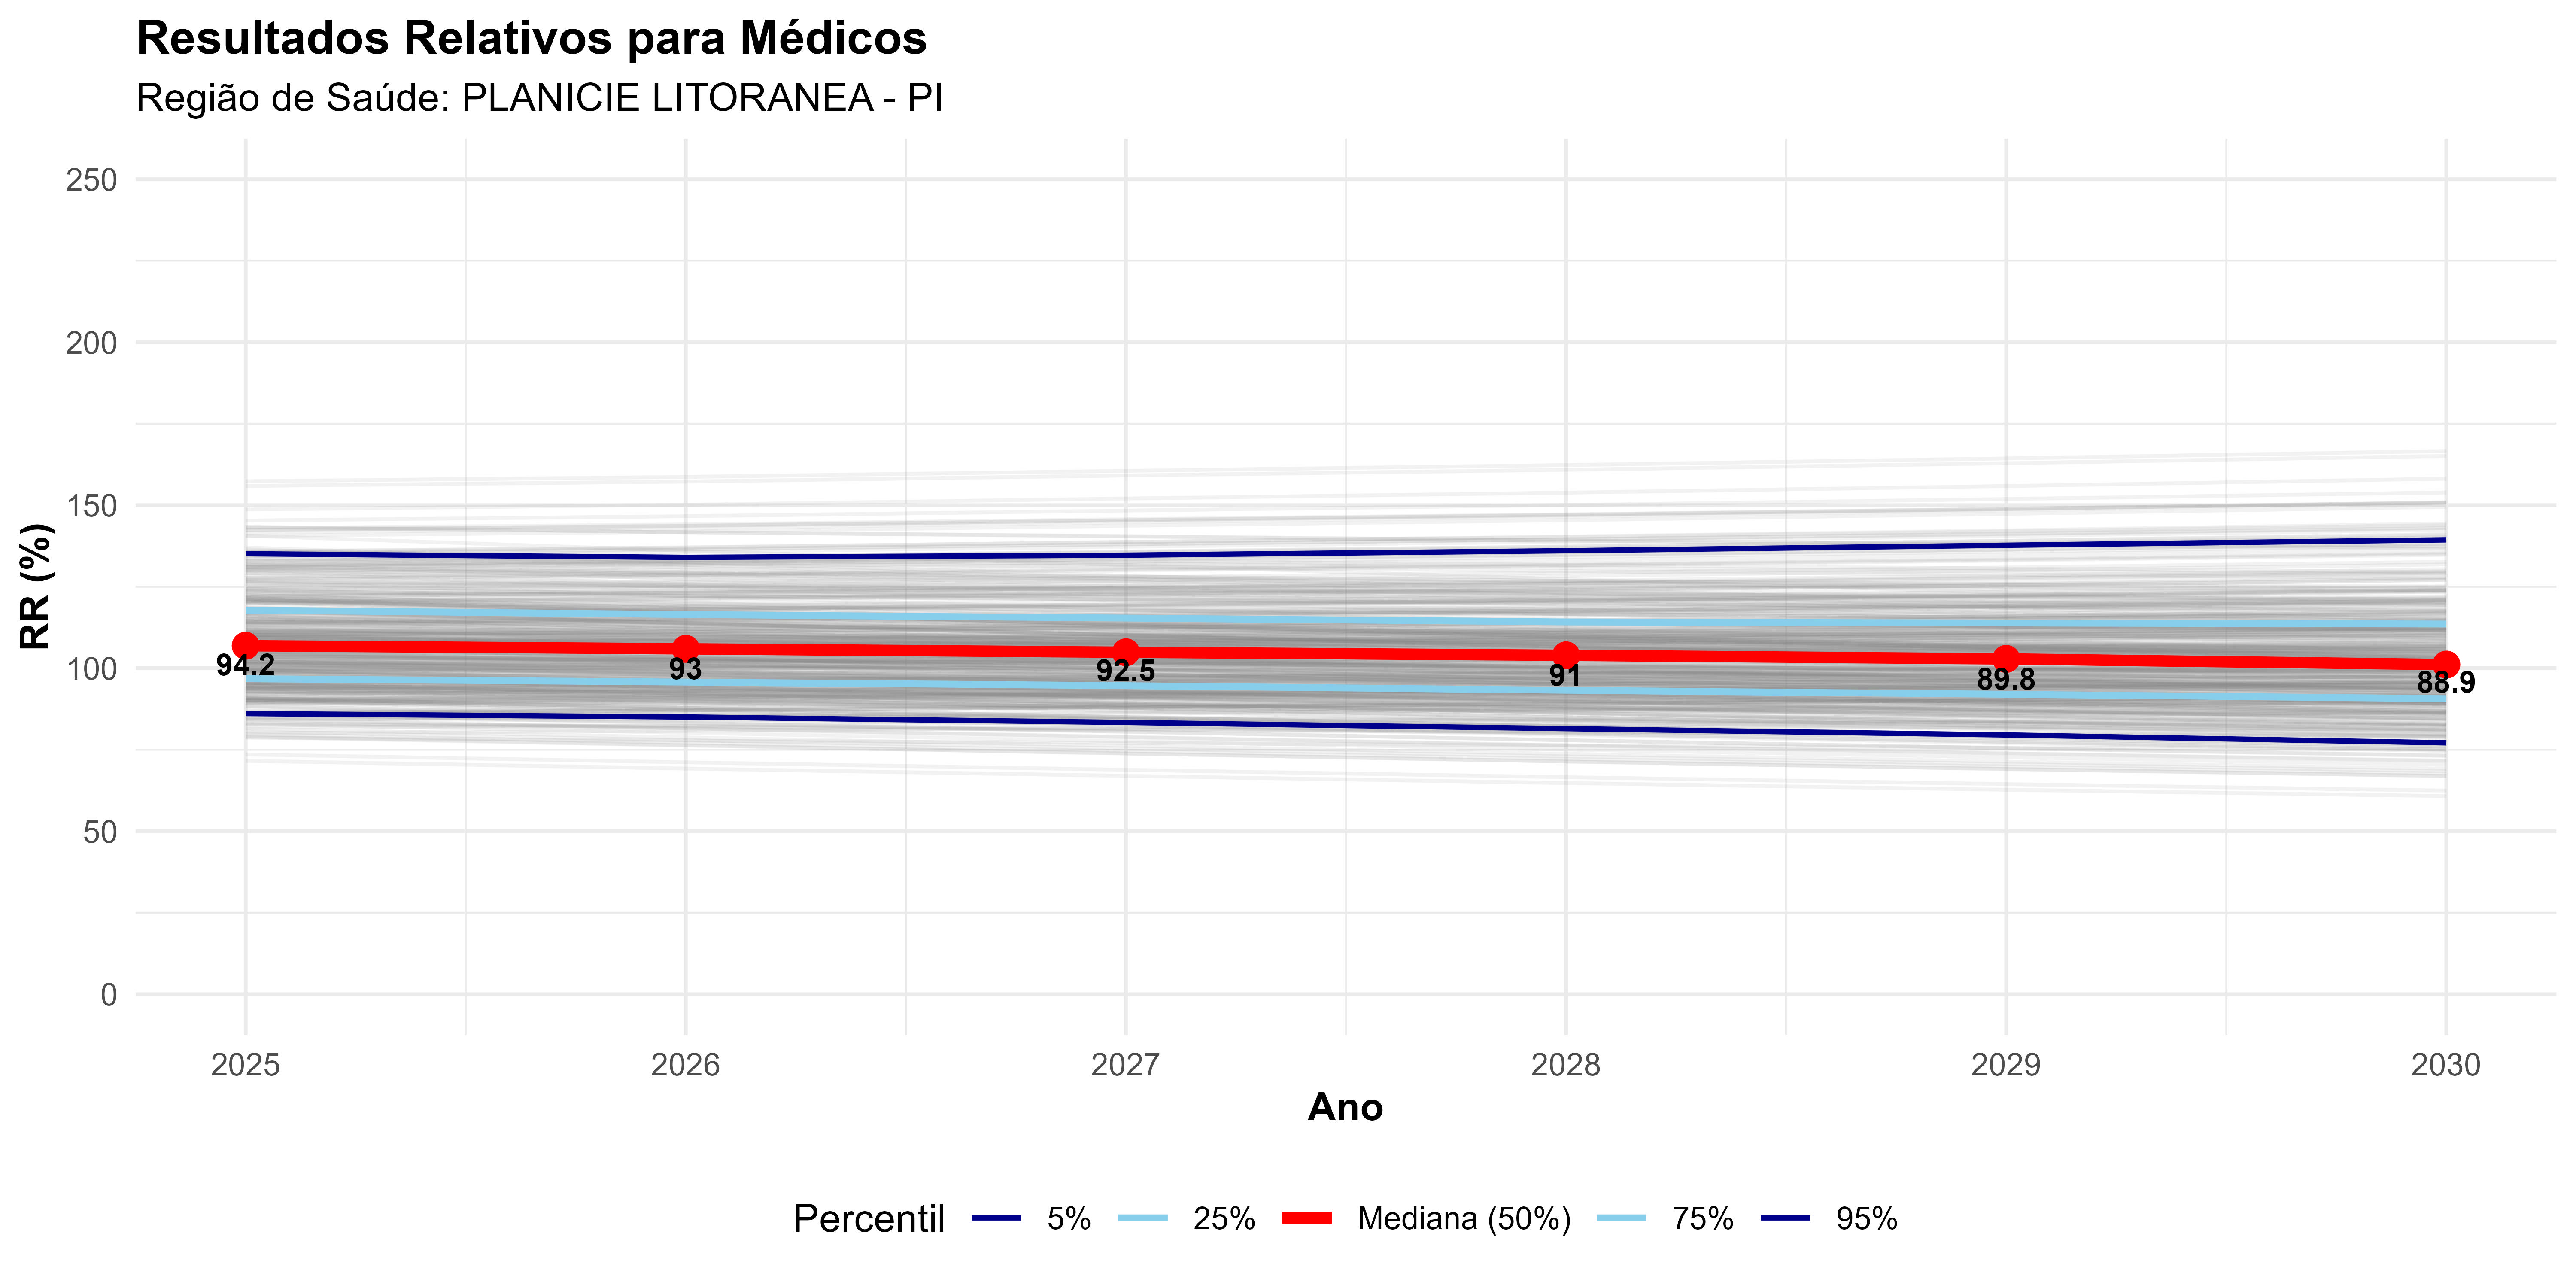 Resultados Relativos para Médicos
Região de Saúde: PLANICIE LITORANEA - PI
250
200
150
100
50
0
RR (%)
94.2
93
92.5
91
89.8
88.9
2025 2026 2027 2028 2029 2030
Ano
Percentil 5% 25% Mediana (50%) 75% 95%